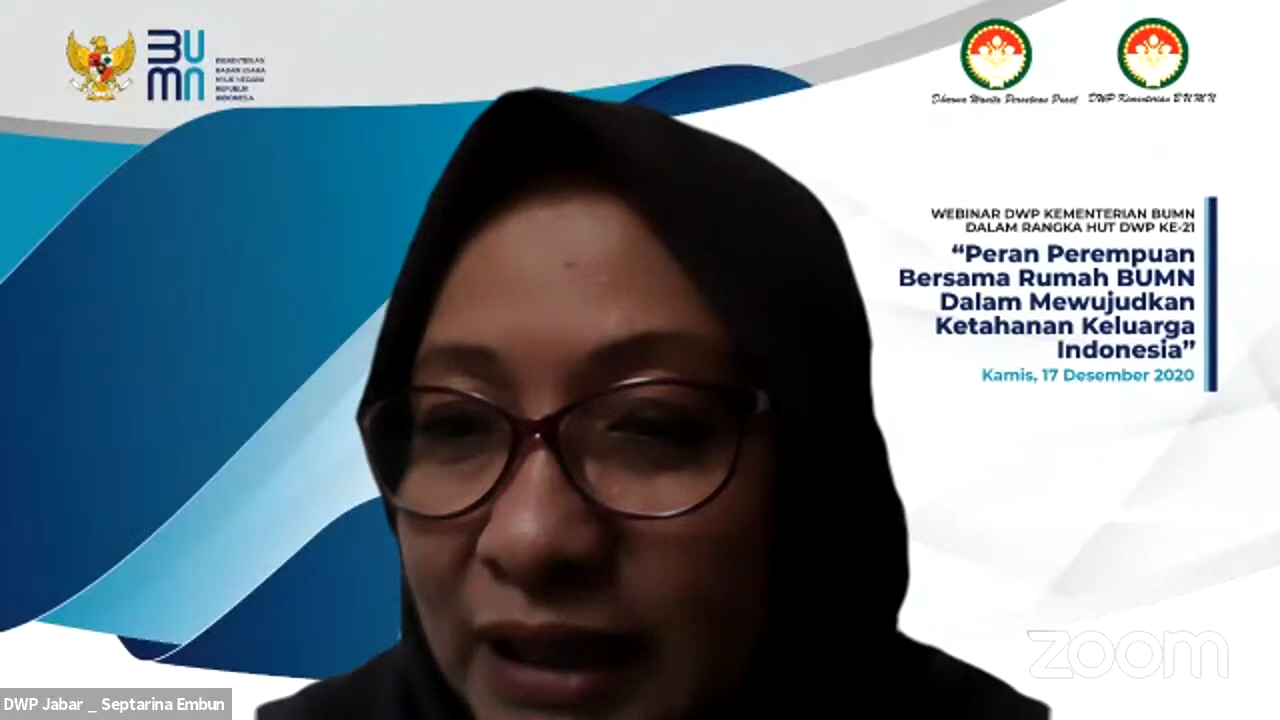 BUMN
KEMENTERIAN
BADAN USAHA
MILIK NEGARA
REPUBLIK
INDONESIA
Dharma Wanita Persatuan Pusat
DWP Kementerian BUMN
WEBINAR DWP KEMENTERIAN BUMN
DALAM RANGKA HUT DWP KE-21
“Peran Perempuan
Bersama Rumah BUMN
Dalam Mewujudkan
Ketahanan Keluarga
Indonesia”
Kamis, 17 Desember 2020
zoom
DWP Jabar _ Septarina Embun